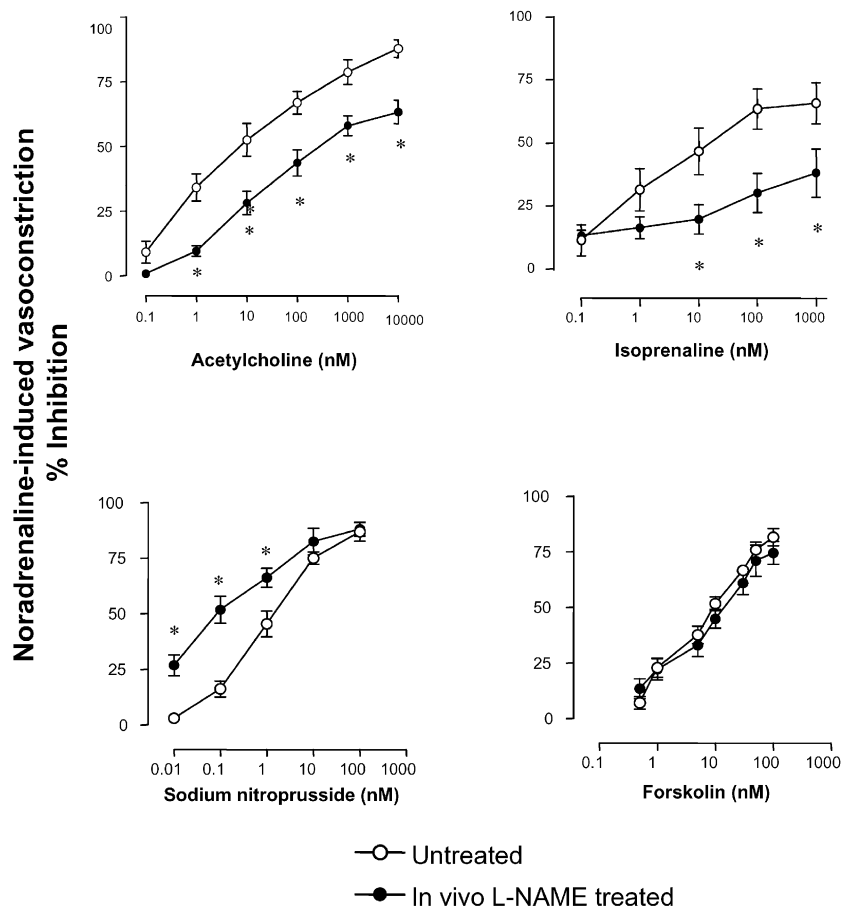 Noradrenaline-induced vasoconstriction
% Inhibition
100
75
50
25
0
*
*
*
*
*
*
0.1 1 10 100 1000 10000
Acetylcholine (nM)
100
75
50
25
0
*
*
*
0.1 1 10 100 1000
Isoprenaline (nM)
100
75
50
25
0
*
*
*
0.01 0.1 1 10 100 1000
Sodium nitroprusside (nM)
100
75
50
25
0
0.1 1 10 100 1000
Forskolin (nM)
Untreated
In vivo L-NAME treated